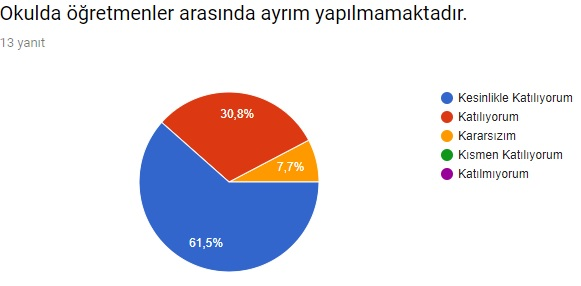 Okulda öğretmenler arasında ayrım yapılmamaktadır.
13 yanıt
Kesinlikle Katılıyorum
Katılıyorum
Kararsızım
Kısmen Katılıyorum
Katılmıyorum
30,8%
7,7%
61,5%